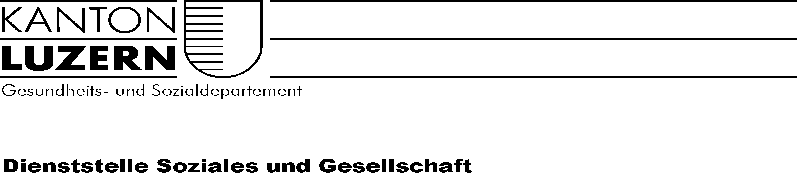 KANTON
LUZERN
Gesundheits- und Sozialdepartement
Dienststelle Soziales und Gesellschaft